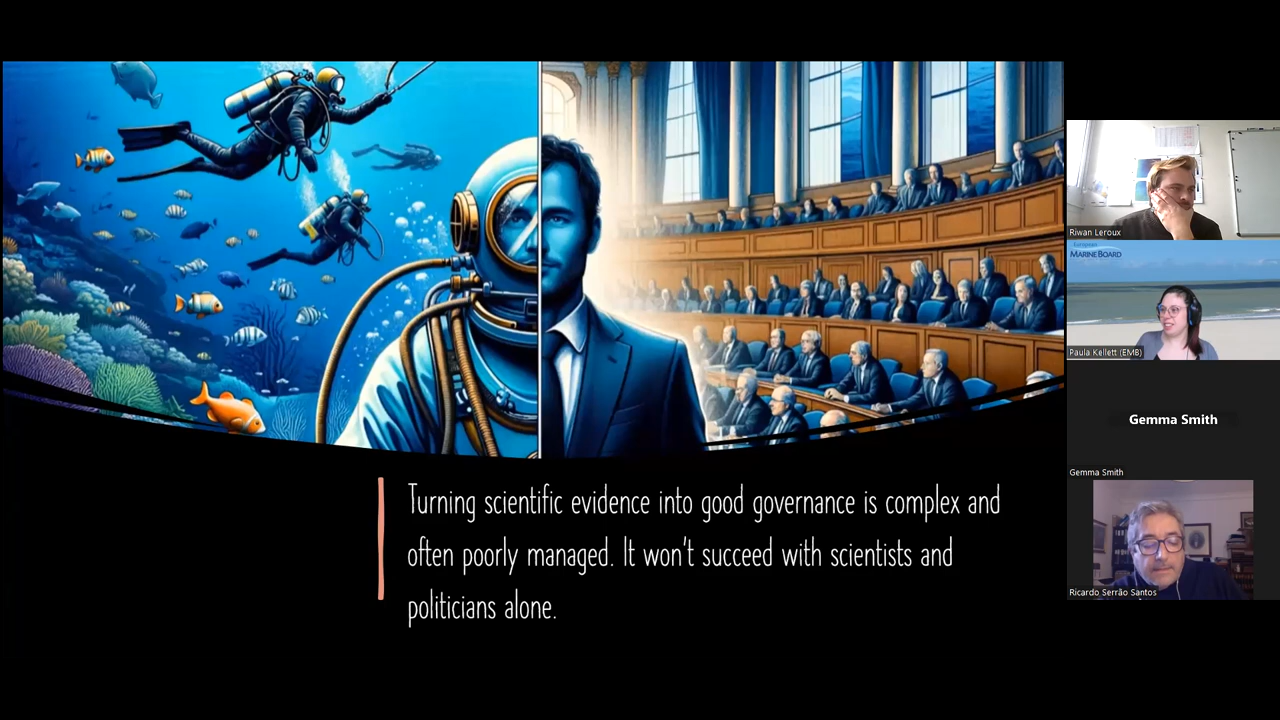 Turning scientific evidence into good governance is complex and
often poorly managed. It won't succeed with scientists and
politicians alone.
Riwan Leroux
European
MARINE BOARD
Paula Kellett (EMB)
Gemma Smith
Gemma Smith
Ricardo Serrão Santos